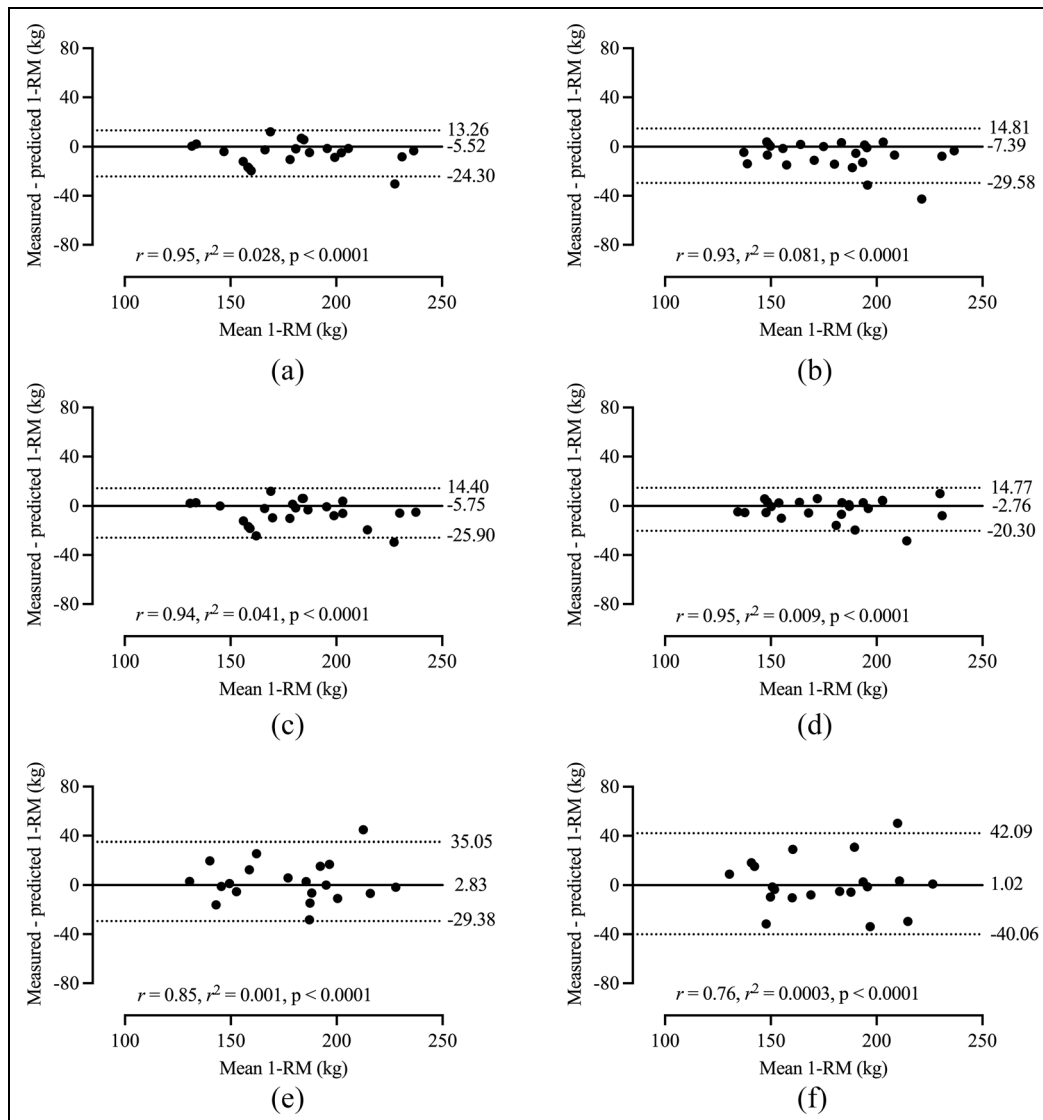 Measured - predicted 1-RM (kg)
80
40
0
-40
-80
13.26
-5.52
-24.30
r = 0.95, r² = 0.028, p < 0.0001
100 150 200 250
Mean 1-RM (kg)
(a)
Measured - predicted 1-RM (kg)
80
40
0
-40
-80
14.81
-7.39
-29.58
r = 0.93, r² = 0.081, p < 0.0001
100 150 200 250
Mean 1-RM (kg)
(b)
Measured - predicted 1-RM (kg)
80
40
0
-40
-80
14.40
-5.75
-25.90
r = 0.94, r² = 0.041, p < 0.0001
100 150 200 250
Mean 1-RM (kg)
(c)
Measured - predicted 1-RM (kg)
80
40
0
-40
-80
14.77
-2.76
-20.30
r = 0.95, r² = 0.009, p < 0.0001
100 150 200 250
Mean 1-RM (kg)
(d)
Measured - predicted 1-RM (kg)
80
40
0
-40
-80
35.05
2.83
-29.38
r = 0.85, r² = 0.001, p < 0.0001
100 150 200 250
Mean 1-RM (kg)
(e)
Measured - predicted 1-RM (kg)
80
40
0
-40
-80
42.09
1.02
-40.06
r = 0.76, r² = 0.0003, p < 0.0001
100 150 200 250
Mean 1-RM (kg)
(f)